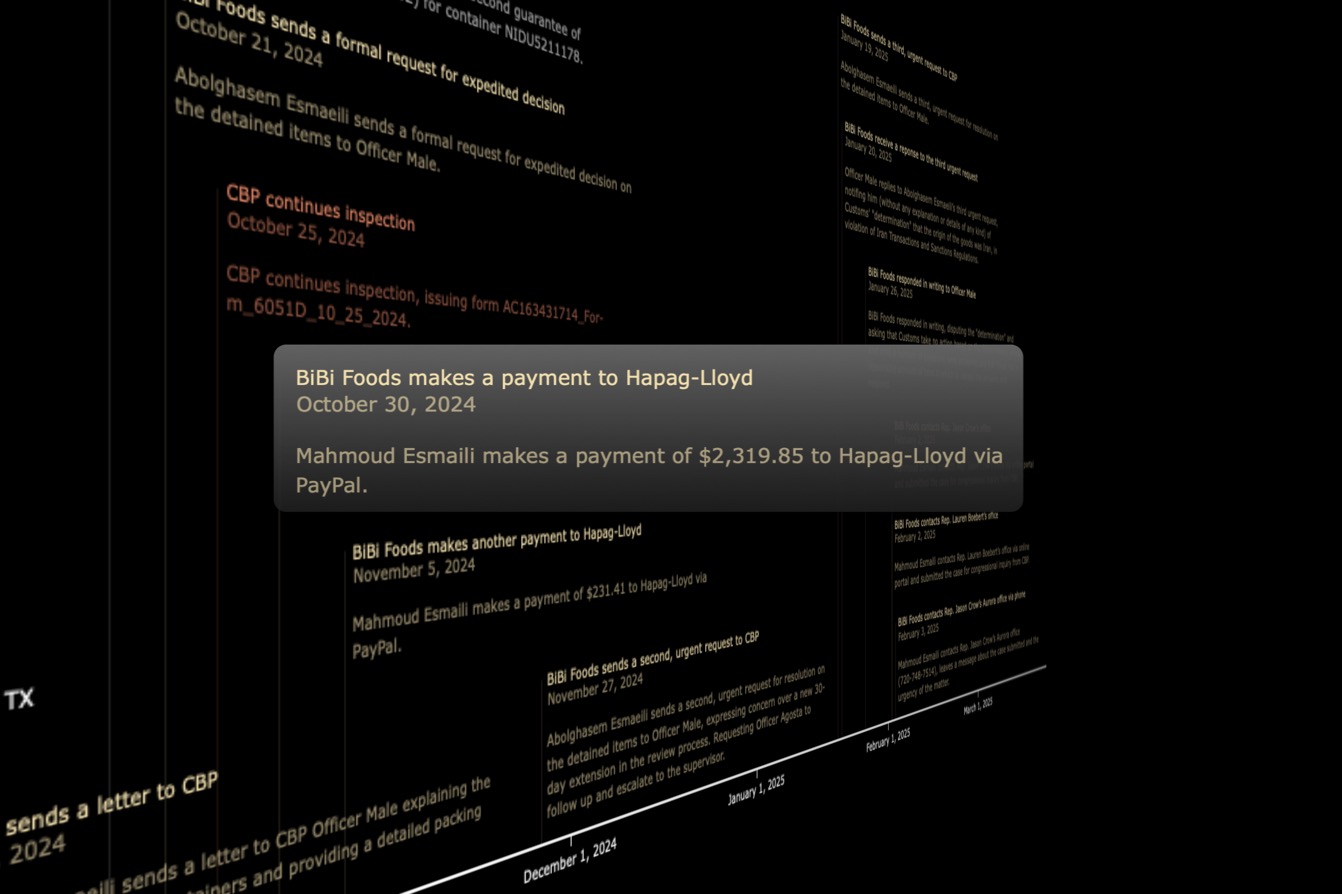 second guarantee of
) for container NIDU5211178.
BiBi Foods sends a formal request for expedited decision
October 21, 2024
Abolghasem Esmaeili sends a formal request for expedited decision on
the detained items to Officer Male.
CBP continues inspection
October 25, 2024
CBP continues inspection, issuing form AC163431714_For-
m_6051D_10_25_2024.
BiBi Foods makes a payment to Hapag-Lloyd
October 30, 2024
Mahmoud Esmaili makes a payment of $2,319.85 to Hapag-Lloyd via
PayPal.
BiBi Foods makes another payment to Hapag-Lloyd
November 5, 2024
Mahmoud Esmaili makes a payment of $231.41 to Hapag-Lloyd via
PayPal.
BiBi Foods sends a second, urgent request to CBP
November 27, 2024
Abolghasem Esmaeili sends a second, urgent request for resolution on
the detained items to Officer Male, expressing concern over a new 30-
day extension in the review process. Requesting Officer Agosta to
follow up and escalate to the supervisor.
TX
sends a letter to CBP
2024
sends a letter to CBP Officer Male explaining the
and providing a detailed packing
BiBi Foods sends a third, urgent request to CBP
January 19, 2025
Abolghasem Esmaeili sends a third, urgent request for resolution on
the detained items to Officer Male.
BiBi Foods receive a reponse to the third urgent request
January 20, 2025
Officer Male replies to Abolghasem Esmaeili's third urgent request,
notifing him (without any explanation or details of any kind) of
Customs' "determination" that the origin of the goods was Iran, in
violation of Iran Transactions and Sanctions Regulations.
BiBi Foods responded in writing to Officer Male
January 26, 2025
BiBi Foods responded in writing, disputing the "determination" and
asking that Customs take no action
BiBi Foods contacts Rep. Lauren Boebert's office
February 2, 2025
Mahmoud Esmaili contacts Rep. Lauren Boebert's office via online
portal and submitted the case for congressional inquiry from CBP
BiBi Foods contacts Rep. Jason Crow's Aurora office via phone
February 3, 2025
Mahmoud Esmaili contacts Rep. Jason Crow's Aurora office
(720-748-7514), leaves a message about the case submitted and the
urgency of the matter.
December 1, 2024
January 1, 2025
February 1, 2025
March 1, 2025